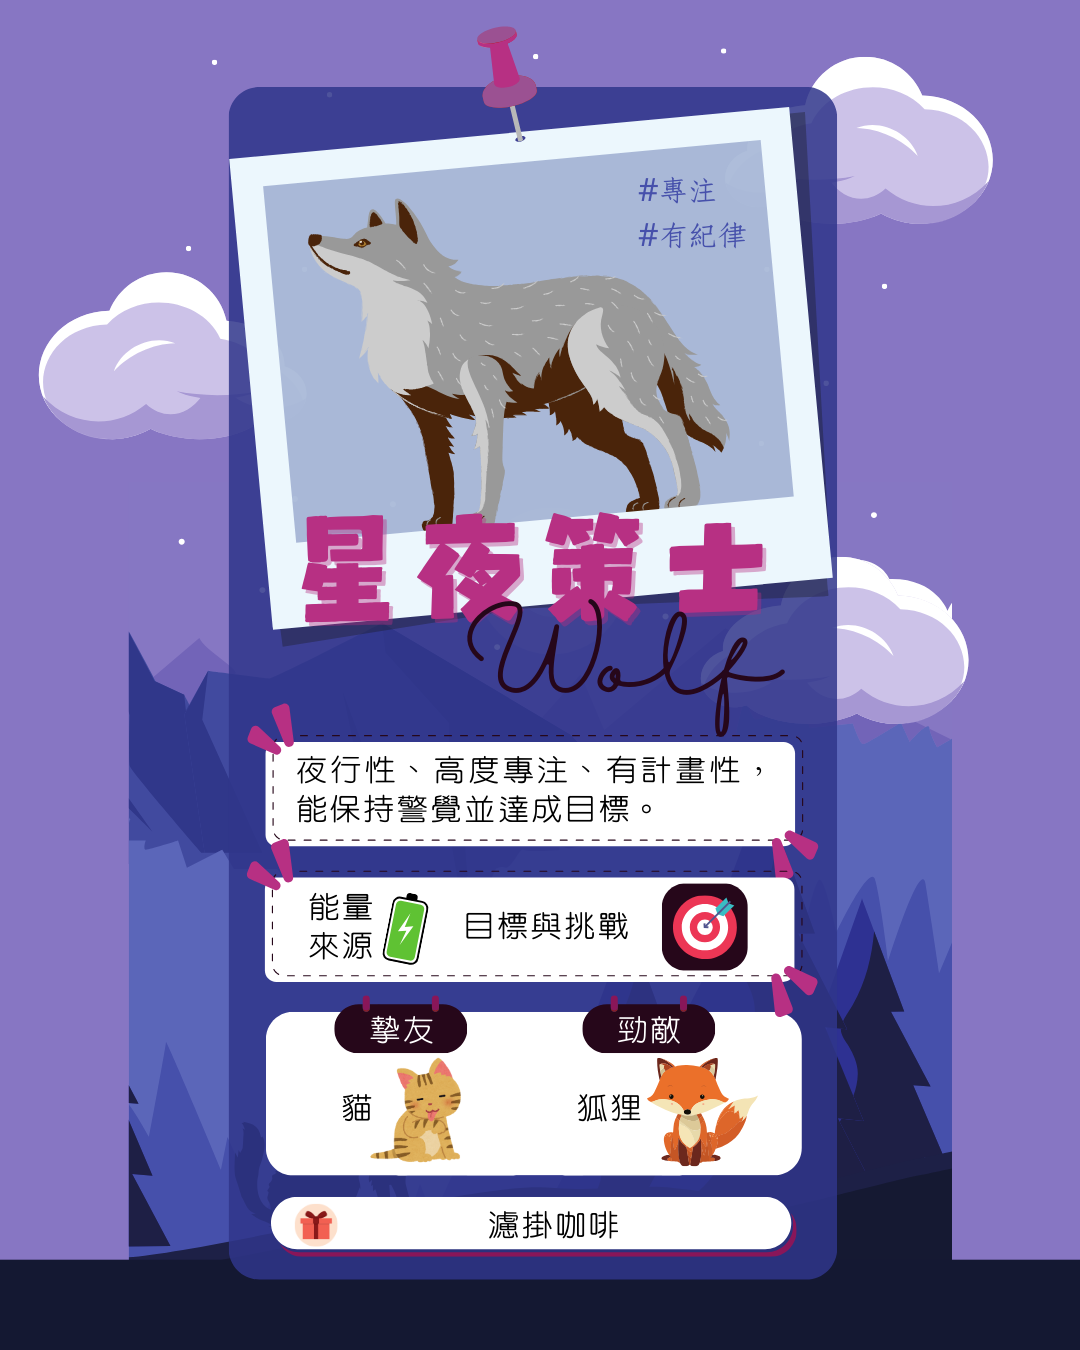 #專注
#有紀律
星夜策士
Wolf
夜行性、高度專注、有計畫性，
能保持警覺並達成目標。
能量
來源
目標與挑戰
摯友
勁敵
貓
狐狸
濾掛咖啡